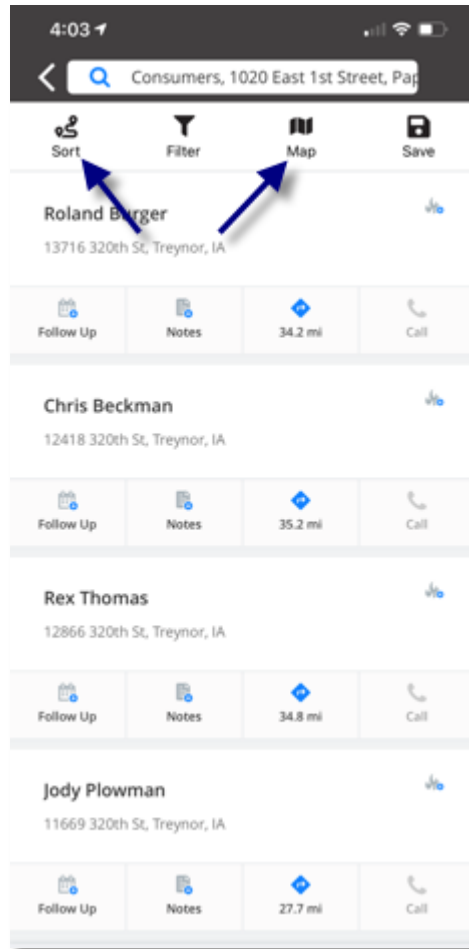 4:03
Consumers, 1020 East 1st Street, Pap
Sort Filter Map Save
Roland Burger
13716 320th St, Treynor, IA
Follow Up Notes 34.2 mi Call
Chris Beckman
12418 320th St, Treynor, IA
Follow Up Notes 35.2 mi Call
Rex Thomas
12866 320th St, Treynor, IA
Follow Up Notes 34.8 mi Call
Jody Plowman
11669 320th St, Treynor, IA
Follow Up Notes 27.7 mi Call